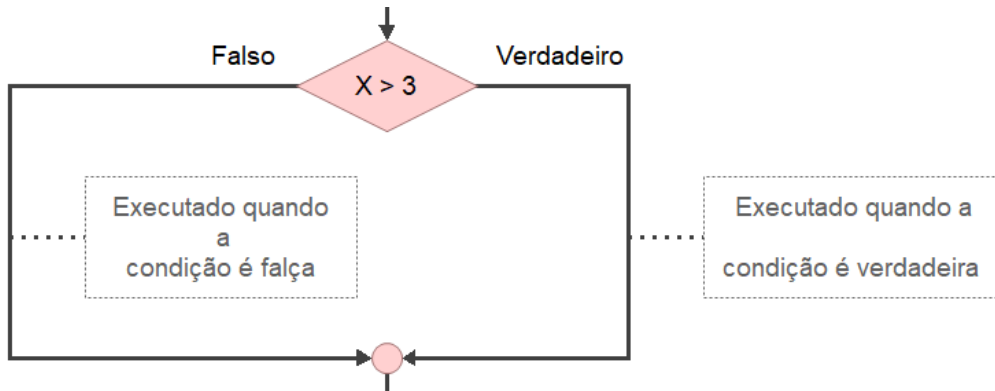 Falso
Verdadeiro
X > 3
Executado quando
a
condição é falça
Executado quando a
condição é verdadeira